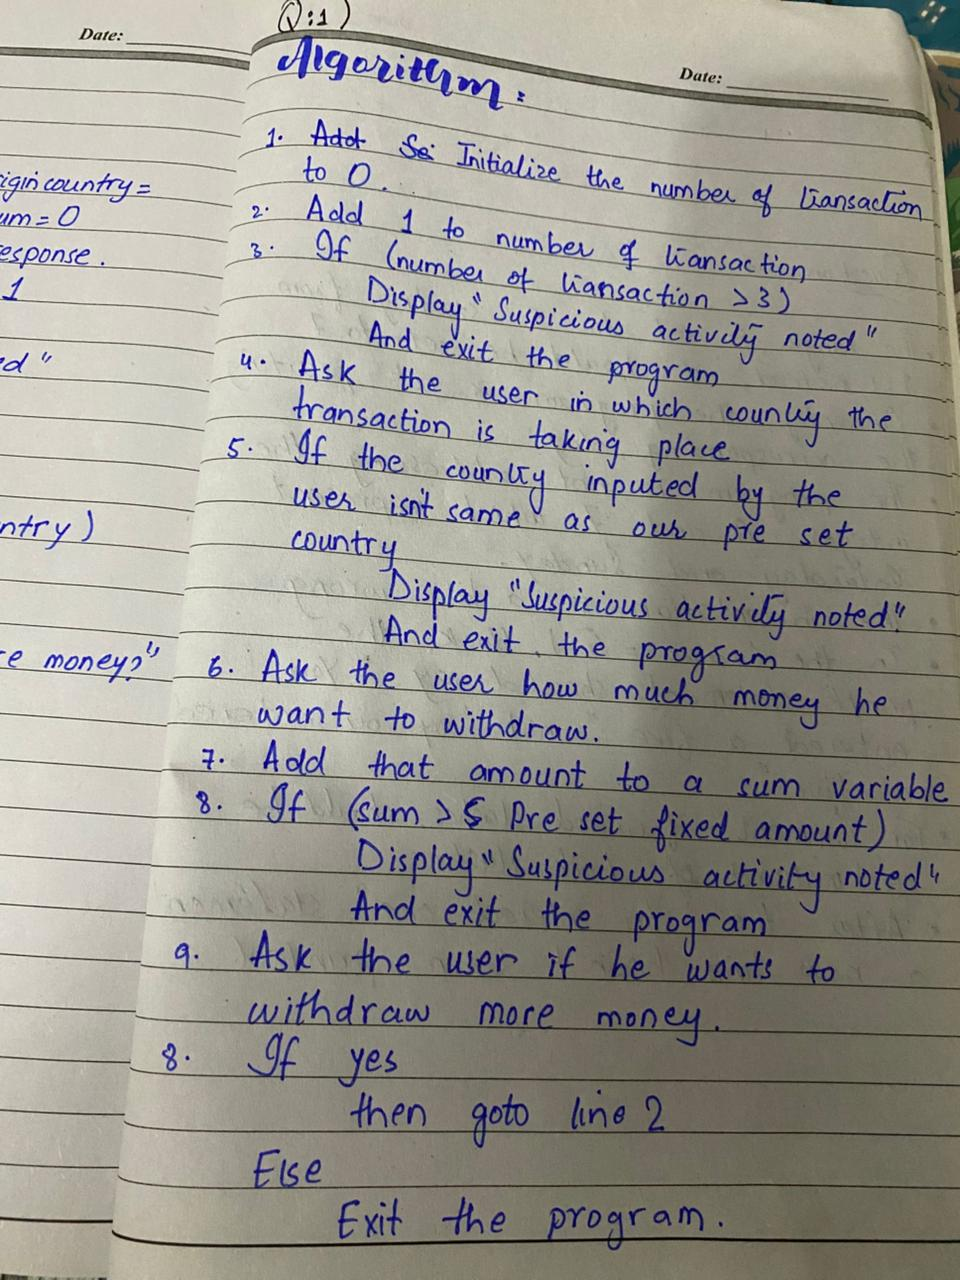 Date:
Q:1)
Date:
Algorithm:
1. Add Se Initialize the number of transaction
to 0.
2. Add 1 to number of transaction
3. If (number of transaction >3)
Display "Suspicious activity noted"
And exit the program
4. Ask the user in which country the
transaction is taking place
5. If the country inputed by the
user isn't same as our pre set
country
Display "Suspicious activity noted"
And exit the program
6. Ask the user how much money he
want to withdraw.
7. Add that amount to a sum variable
8. If (sum > Pre set fixed amount)
Display "Suspicious activity noted"
And exit the program
9. Ask the user if he wants to
withdraw more money.
8. If yes
then goto line 2
Else
Exit the program.
igin country =
um = 0
esponse.
1
ed"
ntry)
re money?"